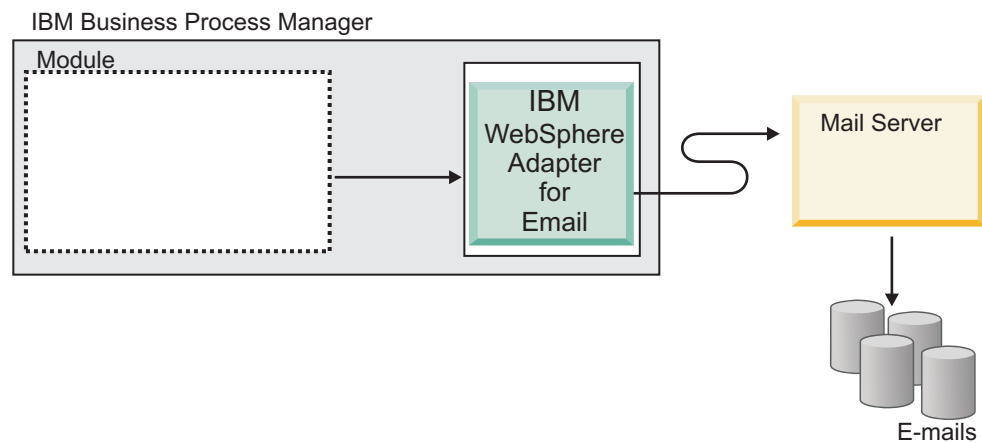 IBM Business Process Manager
Module
IBM
WebSphere
Adapter
for
Email
Mail Server
E-mails